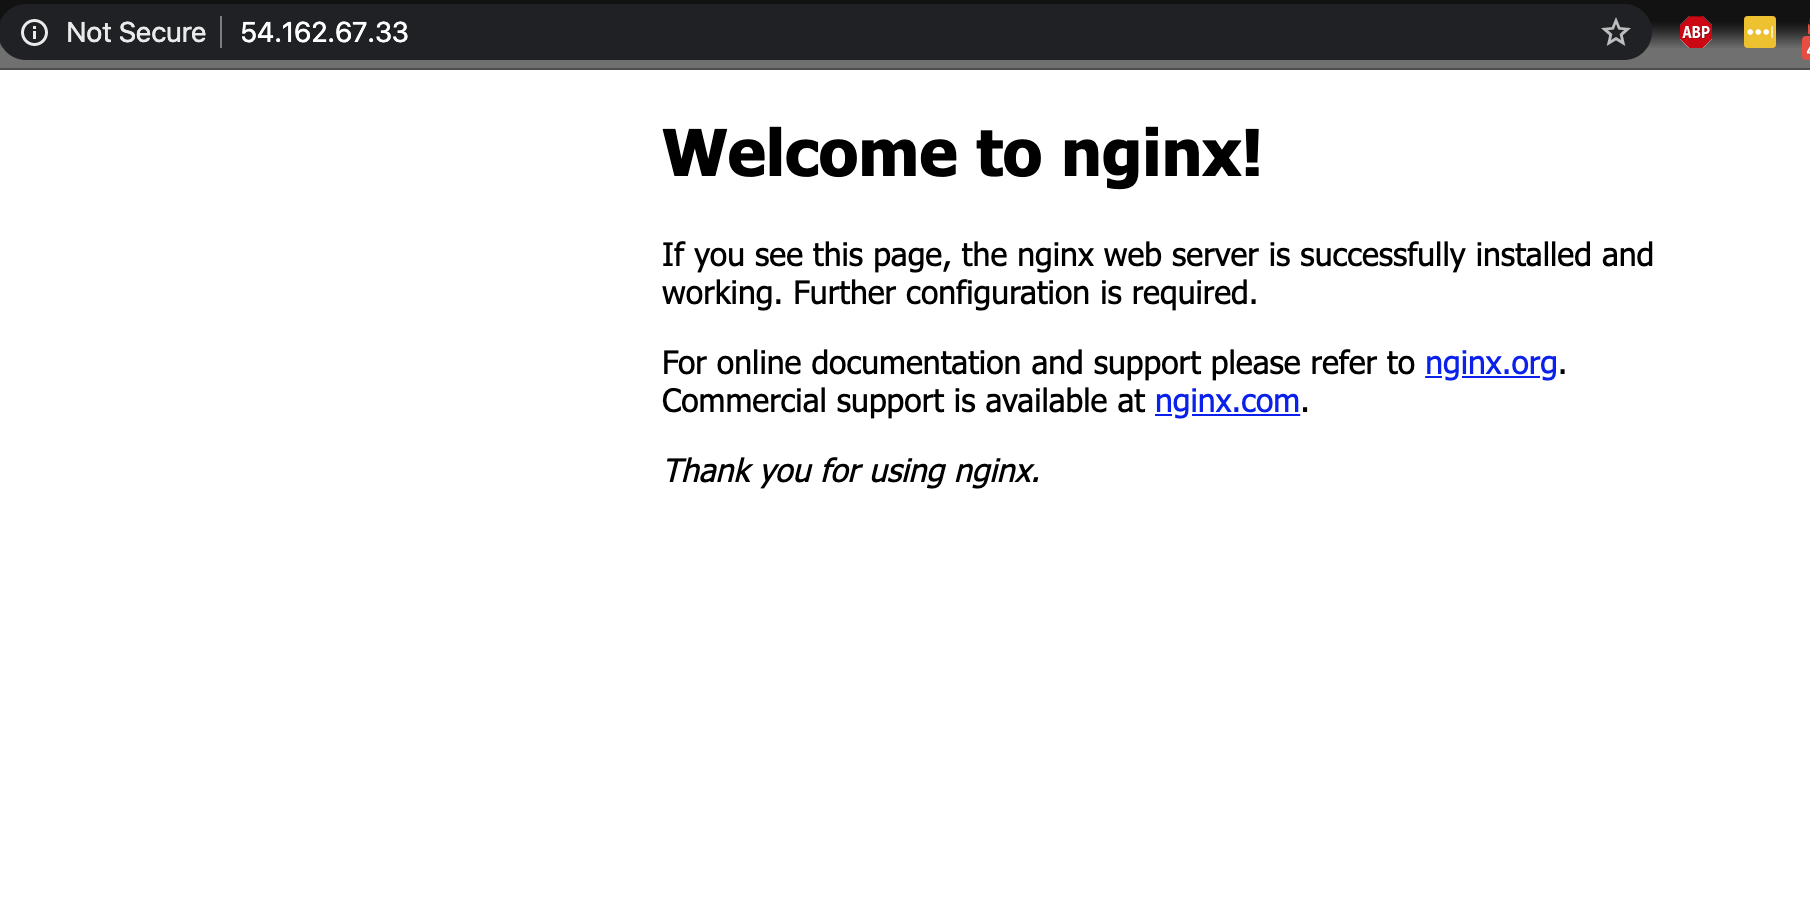 Not Secure 54.162.67.33
ABP
Welcome to nginx!
If you see this page, the nginx web server is successfully installed and
working. Further configuration is required.
For online documentation and support please refer to nginx.org.
Commercial support is available at nginx.com.
Thank you for using nginx.